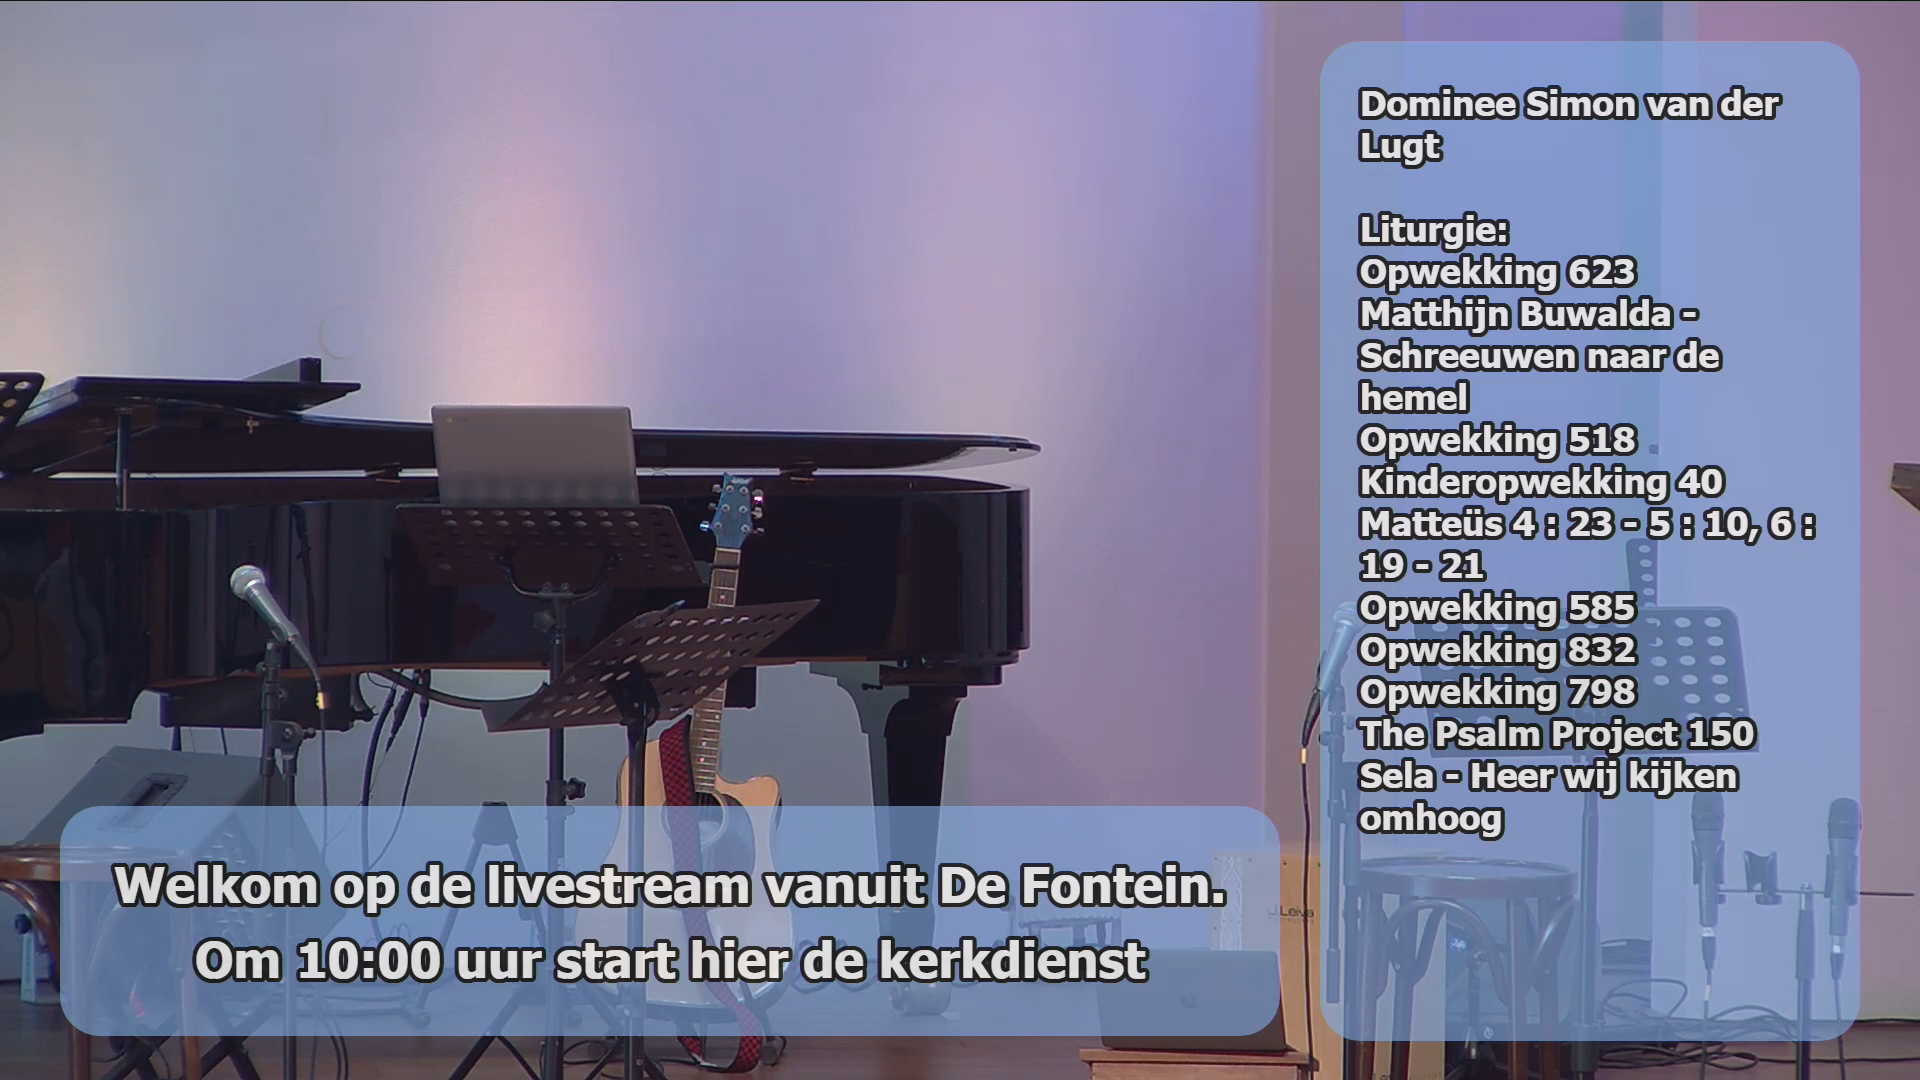 Dominee Simon van der
Lugt
Liturgie:
Opwekking 623
Matthijn Buwalda -
Schreeuwen naar de
hemel
Opwekking 518
Kinderopwekking 40
Matteüs 4 : 23 - 5 : 10, 6 :
19 - 21
Opwekking 585
Opwekking 832
Opwekking 798
The Psalm Project 150
Sela - Heer wij kijken
omhoog
Welkom op de livestream vanuit De Fontein.
Om 10:00 uur start hier de kerkdienst
J.Leiva